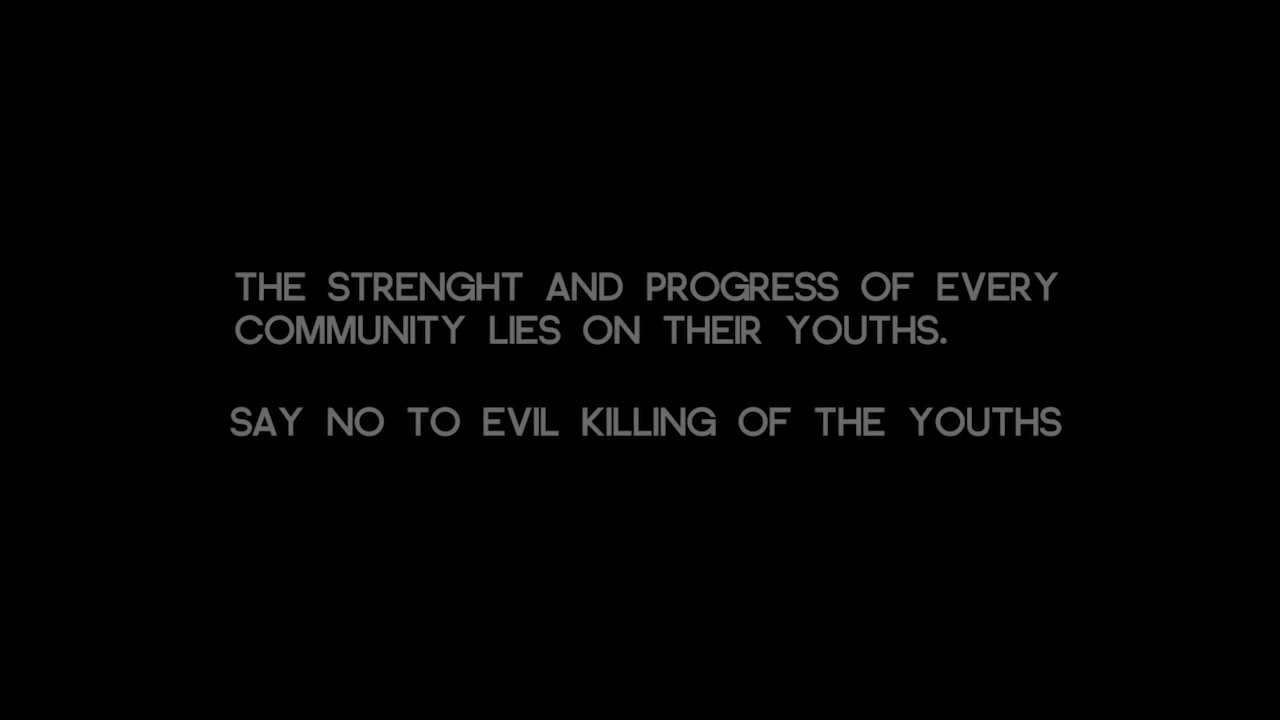 THE STRENGHT AND PROGRESS OF EVERY
COMMUNITY LIES ON THEIR YOUTHS.
SAY NO TO EVIL KILLING OF THE YOUTHS